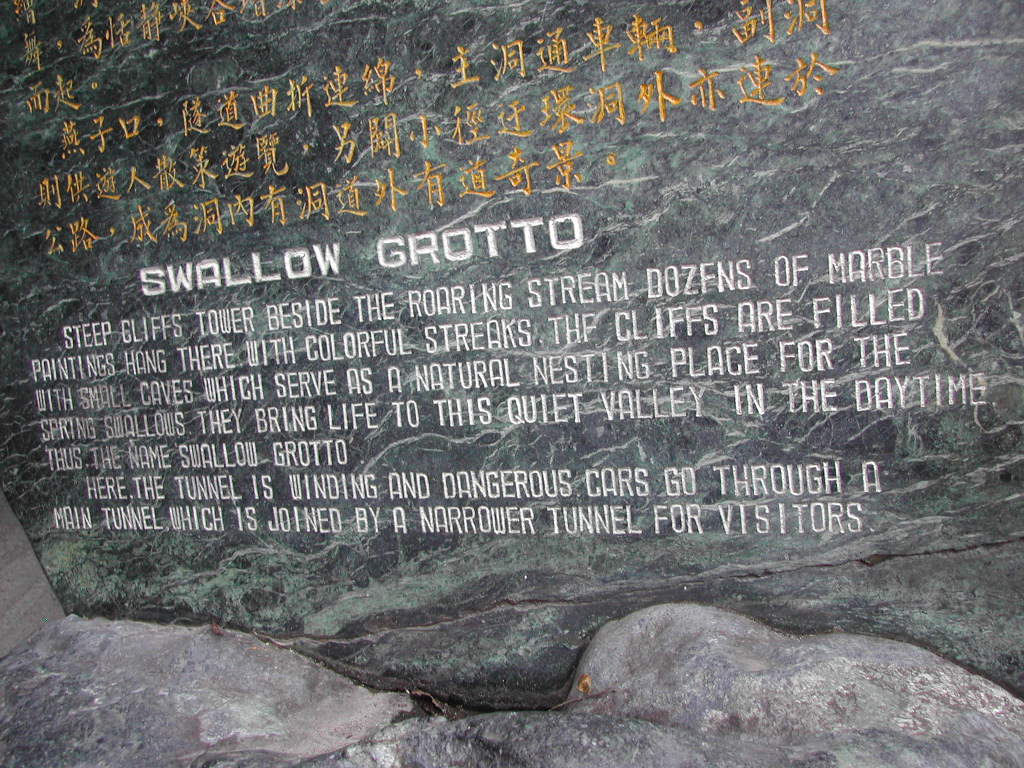 舞，為恬靜峽谷增添
而起。
燕子口，隧道曲折連綿，主洞通車輛，副洞
則供遊人散策遊覽，另闢小徑迂環洞外亦連於
公路，成為洞內有洞道外有道奇景。
SWALLOW GROTTO
STEEP CLIFFS TOWER BESIDE THE ROARING STREAM DOZENS OF MARBLE
PAINTINGS HANG THERE WITH COLORFUL STREAKS. THE CLIFFS ARE FILLED
WITH SMALL CAVES WHICH SERVE AS A NATURAL NESTING PLACE FOR THE
SPRING SWALLOWS THEY BRING LIFE TO THIS QUIET VALLEY IN THE DAYTIME
THUS THE NAME SWALLOW GROTTO
HERE.THE TUNNEL IS WINDING AND DANGEROUS.CARS GO THROUGH A
MAIN TUNNEL WHICH IS JOINED BY A NARROWER TUNNEL FOR VISITORS.